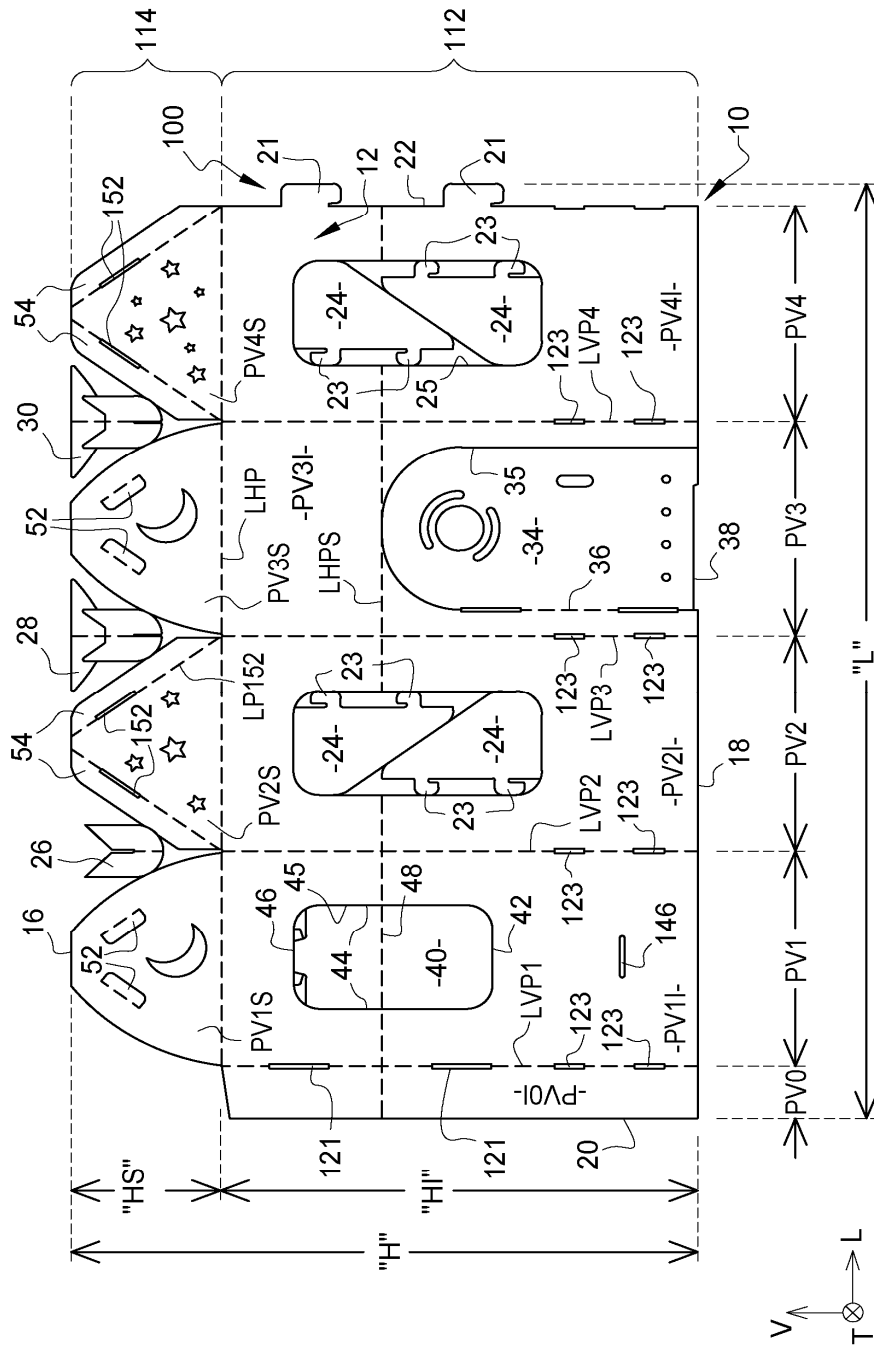 114
112
100
10
21
21
12
22
"L"
54
152
PV4S
23
23
-24-
-24-
25
123
123
LVP4
-PV4I-
PV4
30
52
PV3S
LHP
-PV3I-
LHPS
35
-34-
36
38
PV3
28
54
152
LP152
PV2S
23
23
-24-
-24-
123
123
LVP3
LVP2
-PV2I-
18
PV2
26
16
52
PV1S
46
45
44
48
-40-
42
123
123
146
LVP1
123
123
-PV1I-
PV1
121
121
-PV0I-
20
PV0
"HS"
"HI"
"H"
V
T
L